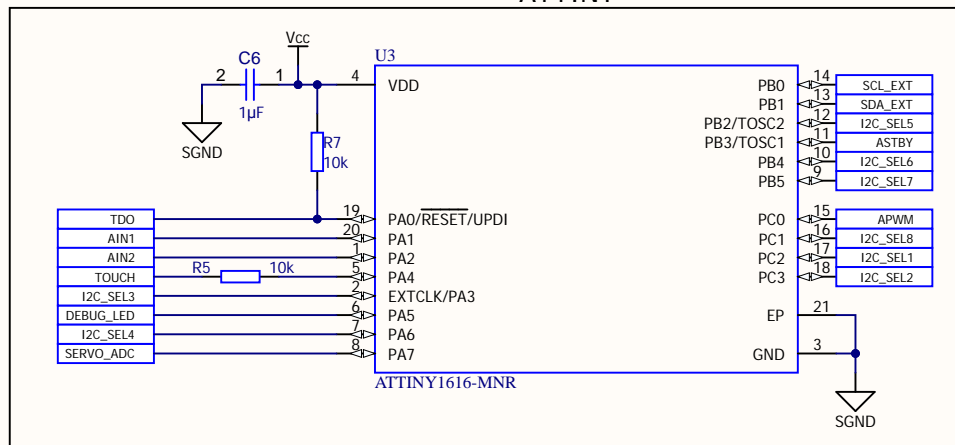 Vcc
U3
C6
2 1 4 VDD
1µF
SGND
R7
10k
PB0 14 SCL_EXT
PB1 13 SDA_EXT
PB2/TOSC2 12 I2C_SEL5
PB3/TOSC1 11 ASTBY
PB4 10 I2C_SEL6
PB5 9 I2C_SEL7
TDO 19 PA0/RESET/UPDI
AIN1 20 PA1
AIN2 1 PA2
TOUCH R5 10k 5 PA4
I2C_SEL3 2 EXTCLK/PA3
DEBUG_LED 6 PA5
I2C_SEL4 7 PA6
SERVO_ADC 8 PA7
PC0 15 APWM
PC1 16 I2C_SEL8
PC2 17 I2C_SEL1
PC3 18 I2C_SEL2
EP 21
GND 3
ATTINY1616-MNR
SGND